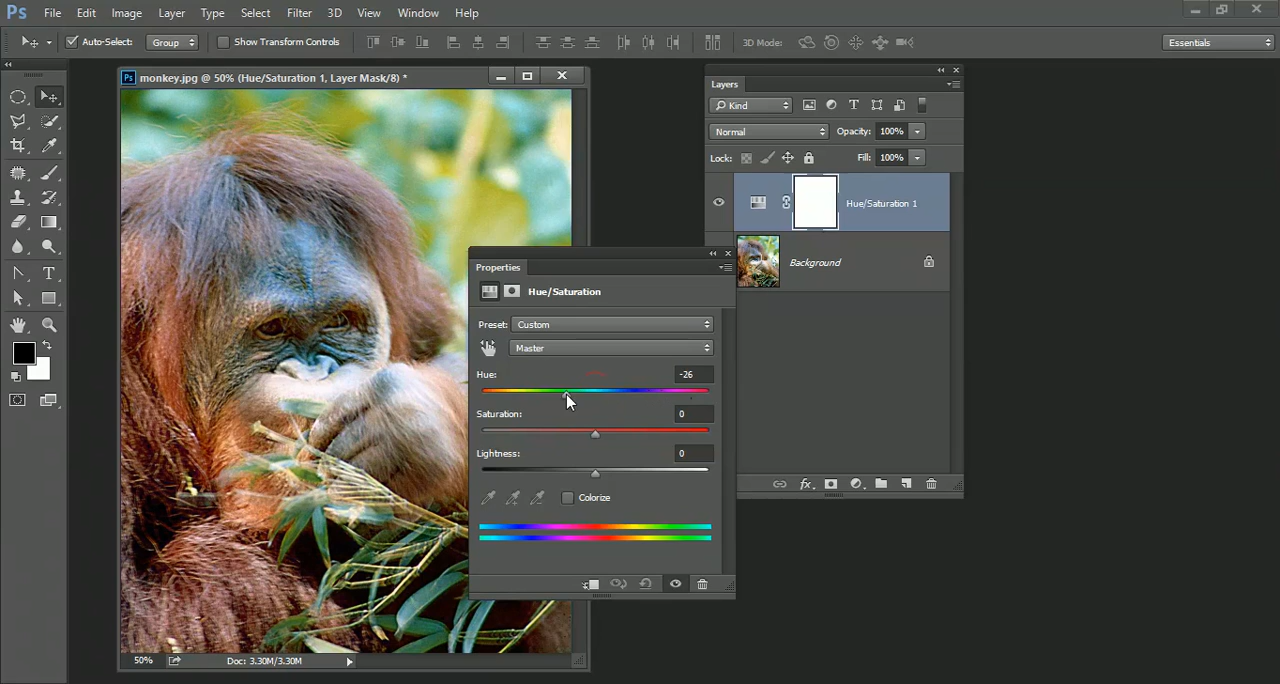 Ps File Edit Image Layer Type Select Filter 3D View Window Help
Auto-Select: Group Show Transform Controls 3D Mode: Essentials
Ps monkey.jpg @ 50% (Hue/Saturation 1, Layer Mask/8) *
Layers
Kind
Normal Opacity: 100%
Lock: Fill: 100%
Hue/Saturation 1
Background
Properties
Hue/Saturation
Preset: Custom
Master
Hue: -26
Saturation: 0
Lightness: 0
Colorize
fx
50% Doc: 3.30M/3.30M